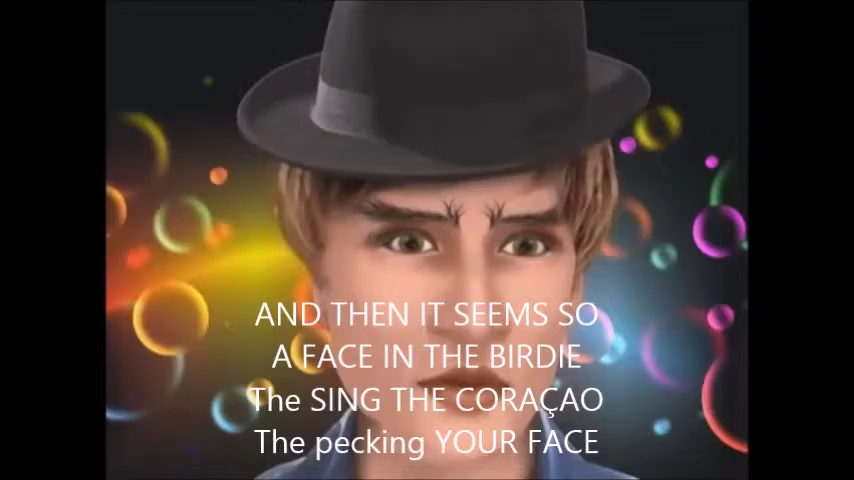 AND THEN IT SEEMS SO
A FACE IN THE BIRDIE
The SING THE CORAÇAO
The pecking YOUR FACE